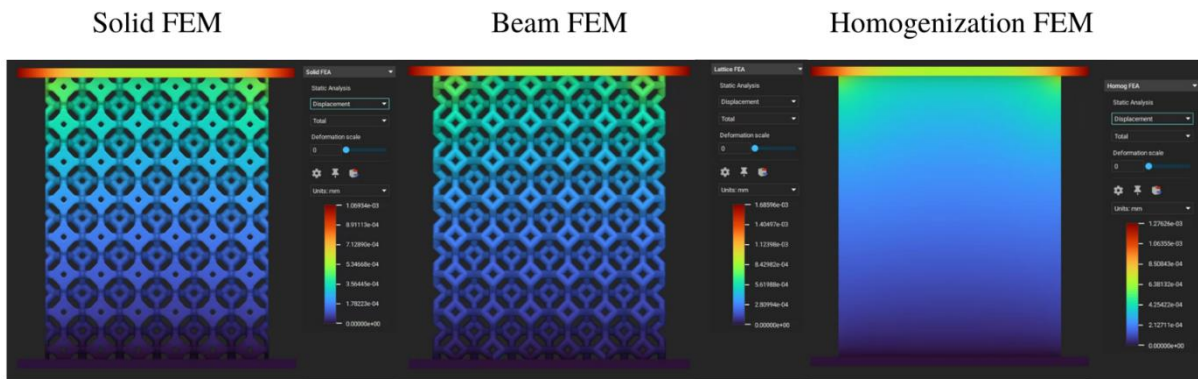 Solid FEM
Beam FEM
Homogenization FEM
Solid FEA
Static Analysis
Displacement
Total
Deformation scale
0
Units: mm
1.06934e-03
8.91113e-04
7.12890e-04
5.34668e-04
3.56445e-04
1.78223e-04
0.00000e+00
Lattice FEA
Static Analysis
Displacement
Total
Deformation scale
0
Units: mm
1.68596e-03
1.40497e-03
1.12398e-03
8.42982e-04
5.61988e-04
2.80994e-04
0.00000e+00
Homog FEA
Static Analysis
Displacement
Total
Deformation scale
0
Units: mm
1.27626e-03
1.06355e-03
8.50843e-04
6.38132e-04
4.25422e-04
2.12711e-04
0.00000e+00